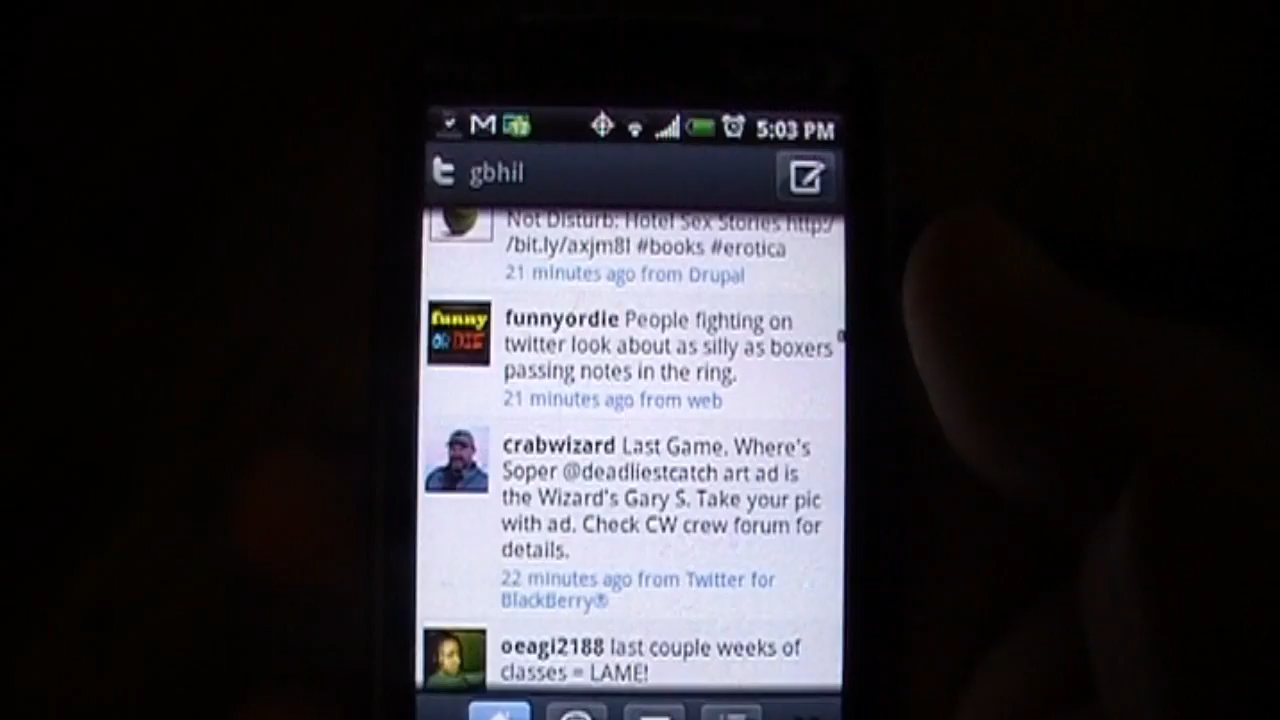 5:03 PM
gbhil
Not Disturb: Hotel Sex Stories http:/
/bit.ly/axjm8l #books #erotica
21 minutes ago from Drupal
funny
OR DIE
funnyordie People fighting on
twitter look about as silly as boxers
passing notes in the ring.
21 minutes ago from web
crabwizard Last Game. Where's
Soper @deadliestcatch art ad is
the Wizard's Gary S. Take your pic
with ad. Check CW crew forum for
details.
22 minutes ago from Twitter for
BlackBerry®
oeagi2188 last couple weeks of
classes = LAME!